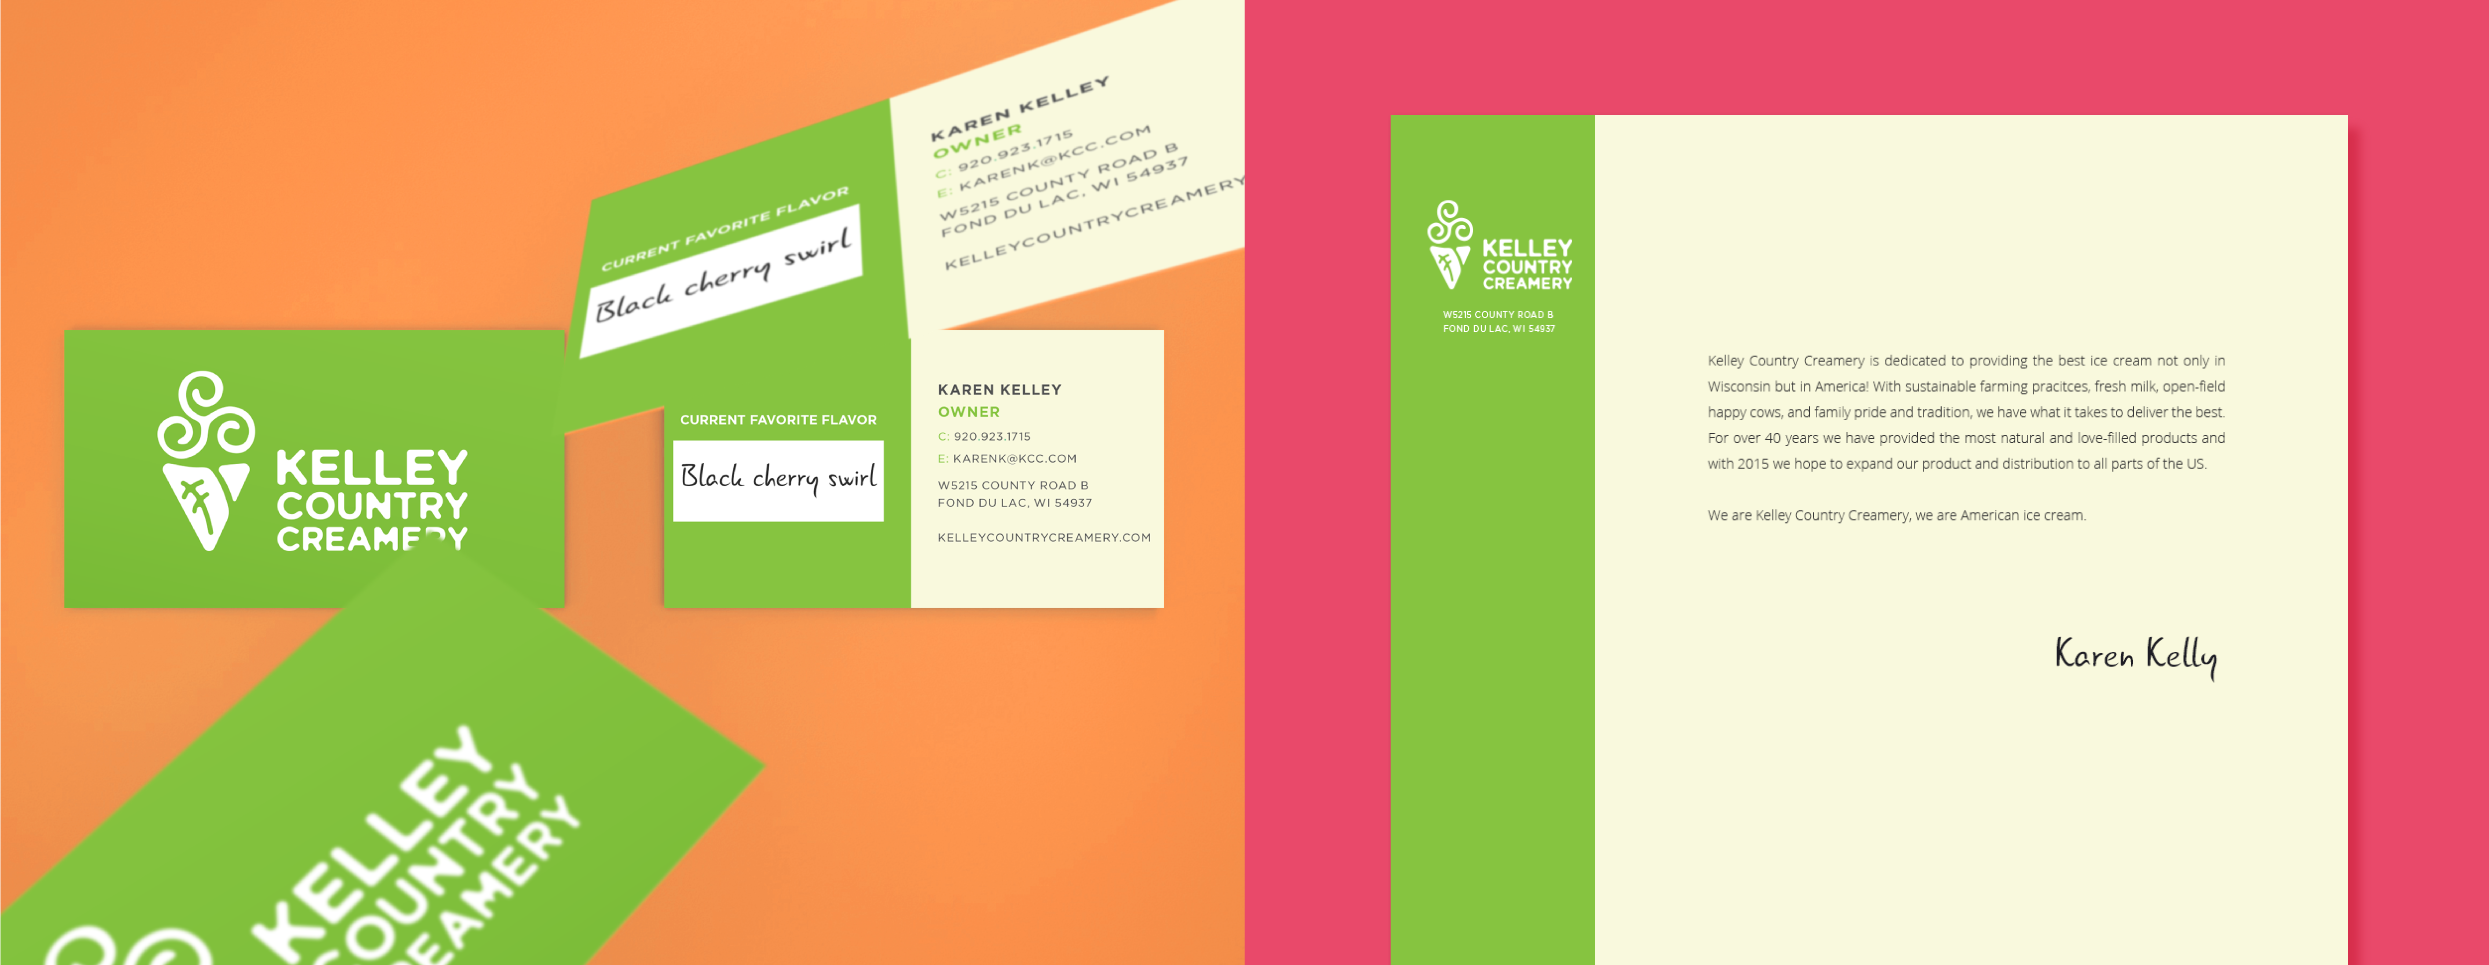 KAREN KELLEY
OWNER
C: 920.923.1715
E: KARENK@KCC.COM
W5215 COUNTY ROAD B
FOND DU LAC, WI 54937
KELLEYCOUNTRYCREAMERY
CURRENT FAVORITE FLAVOR
Black cherry swirl
KELLEY
COUNTRY
CREAMERY
CURRENT FAVORITE FLAVOR
Black cherry swirl
KAREN KELLEY
OWNER
C: 920.923.1715
E: KARENK@KCC.COM
W5215 COUNTY ROAD B
FOND DU LAC, WI 54937
KELLEYCOUNTRYCREAMERY.COM
KELLEY
COUNTRY
REAMERY
KELLEY
COUNTRY
CREAMERY
W5215 COUNTY ROAD B
FOND DU LAC, WI 54937
Kelley Country Creamery is dedicated to providing the best ice cream not only in
Wisconsin but in America! With sustainable farming pracitces, fresh milk, open-field
happy cows, and family pride and tradition, we have what it takes to deliver the best.
For over 40 years we have provided the most natural and love-filled products and
with 2015 we hope to expand our product and distribution to all parts of the US.
We are Kelley Country Creamery, we are American ice cream.
Karen Kelly